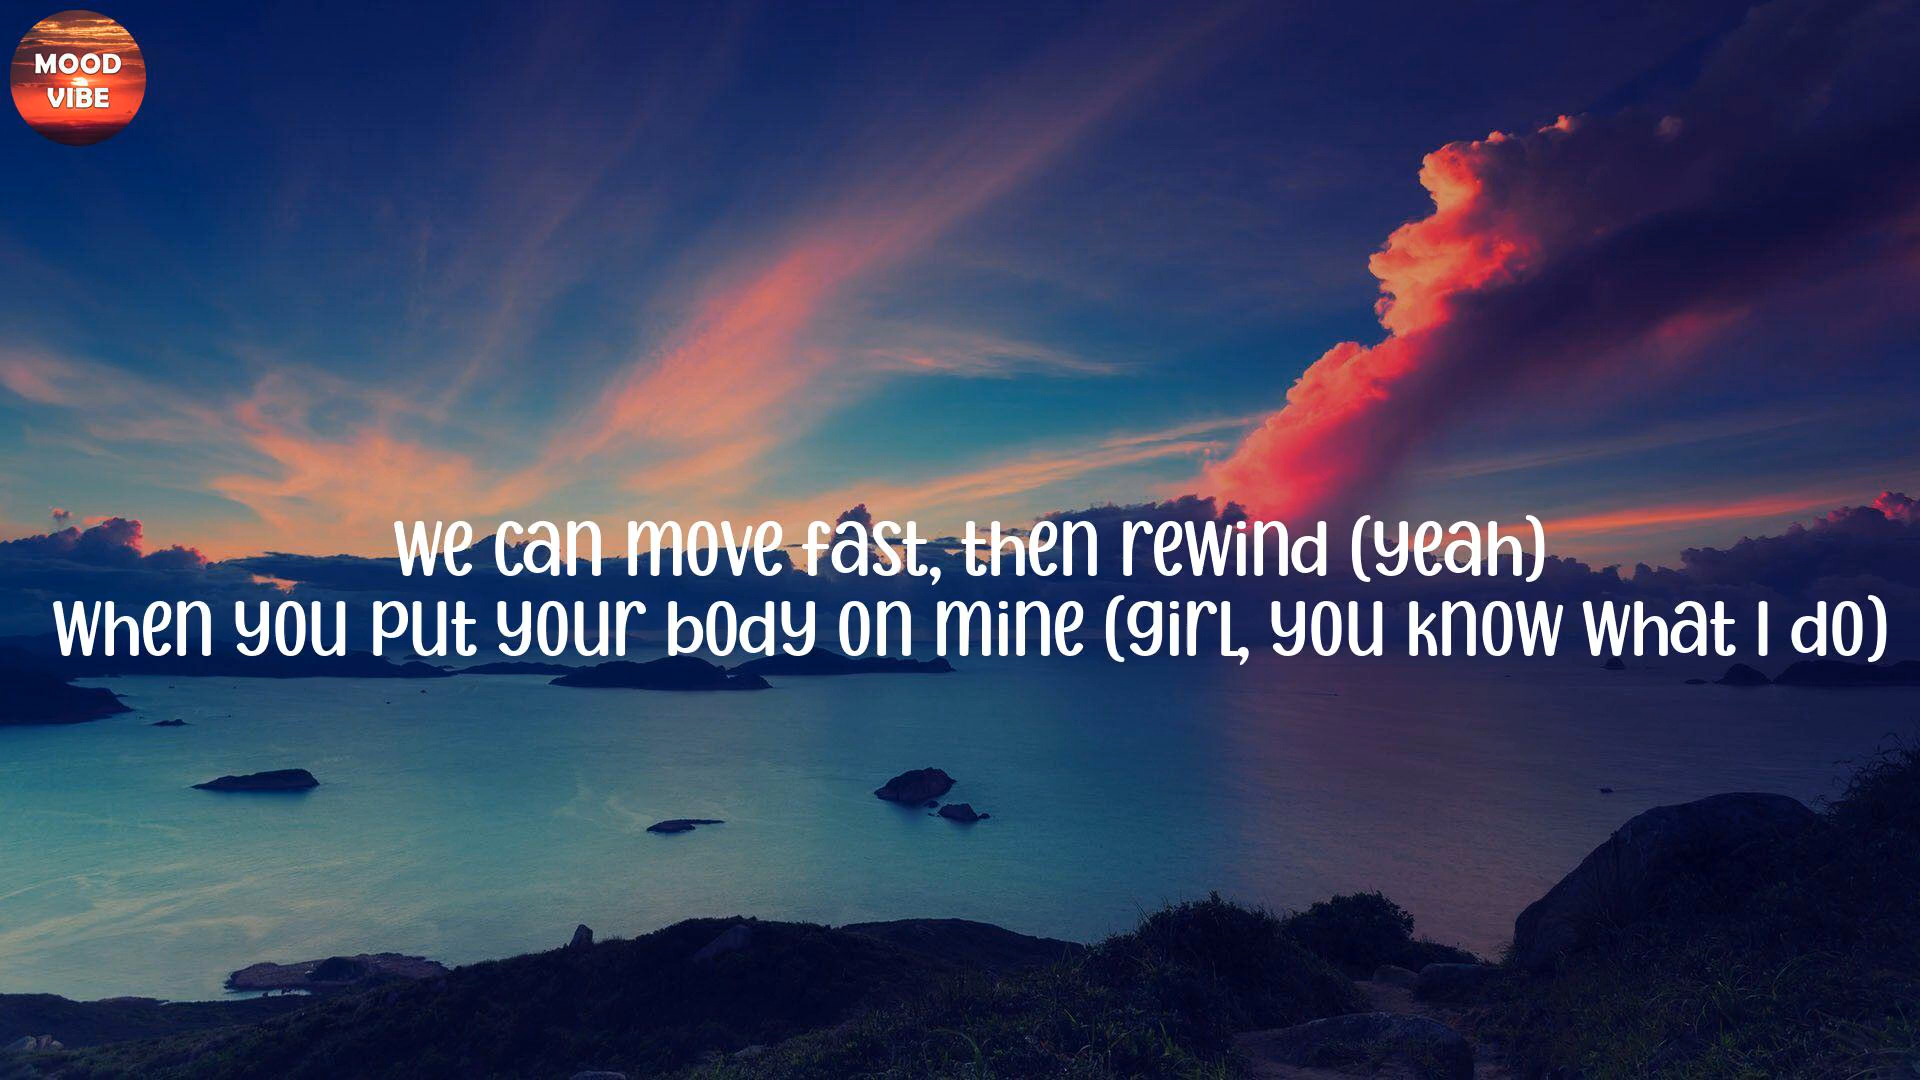 MOOD
VIBE
We can move fast, then rewind (yeah)
When you put your body on mine (girl, you know what I do)